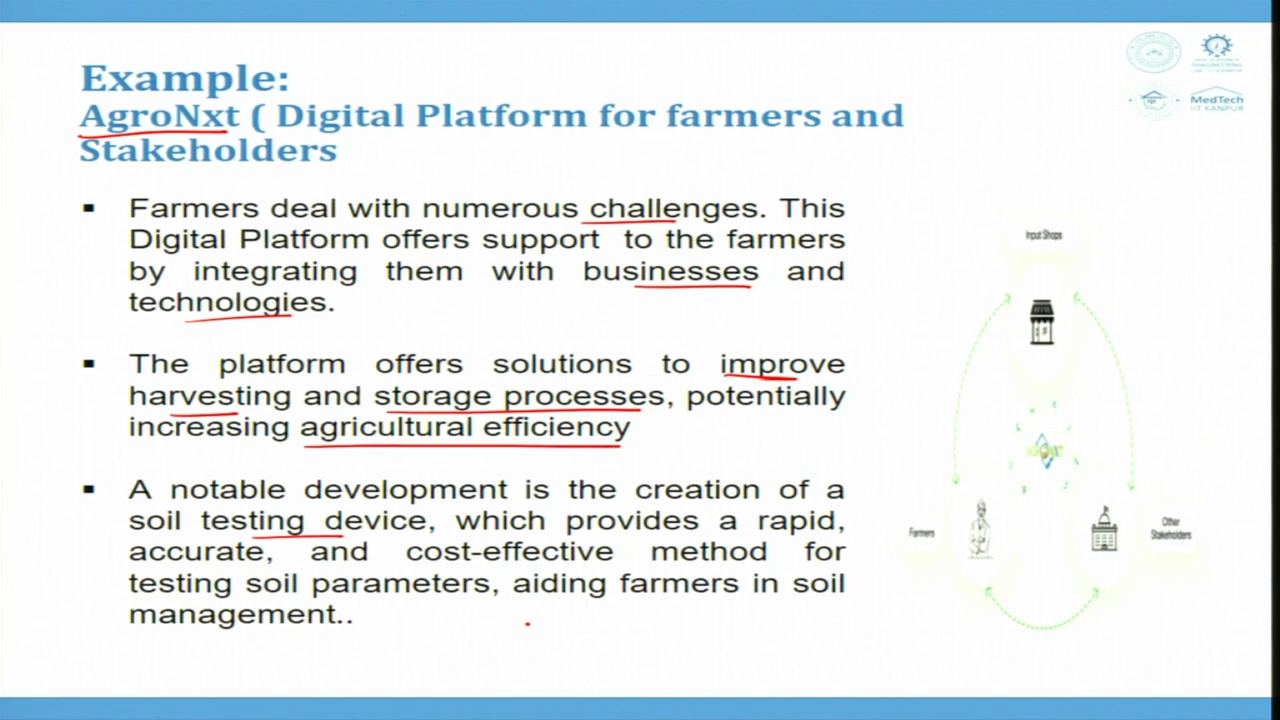 Example:
AgroNxt ( Digital Platform for farmers and
Stakeholders
▪ Farmers deal with numerous challenges. This
Digital Platform offers support to the farmers
by integrating them with businesses and
technologies.
▪ The platform offers solutions to improve
harvesting and storage processes, potentially
increasing agricultural efficiency
▪ A notable development is the creation of a
soil testing device, which provides a rapid,
accurate, and cost-effective method for
testing soil parameters, aiding farmers in soil
management..
MedTech
IIT KANPUR
Input Shops
AGRONXT
Farmers
Other
Stakeholders